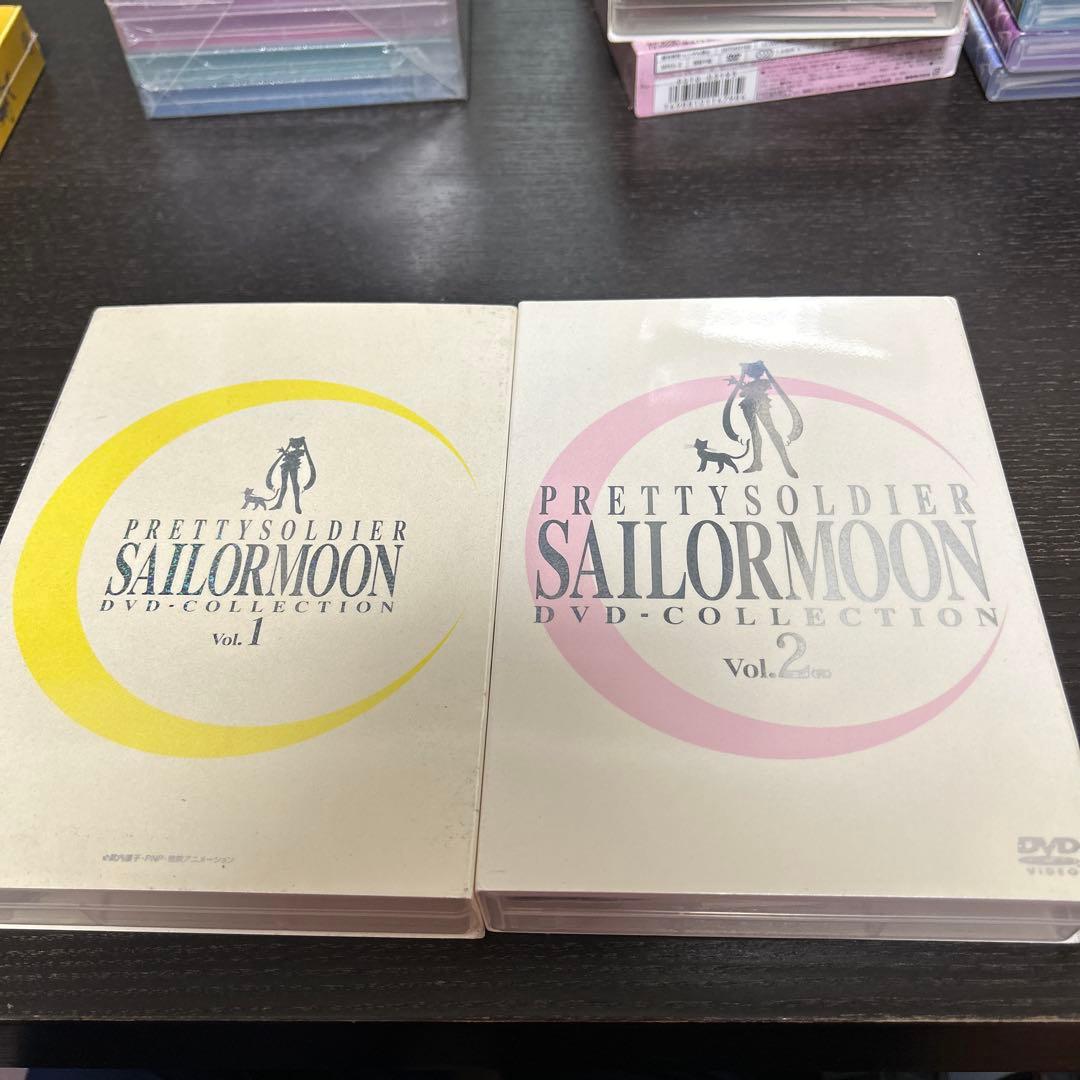 PRETTYSOLDIER
SAILORMOON
DVD-COLLECTION
Vol. 1
PRETTYSOLDIER
SAILORMOON
DVD-COLLECTION
Vol. 2
DVD
VIDEO